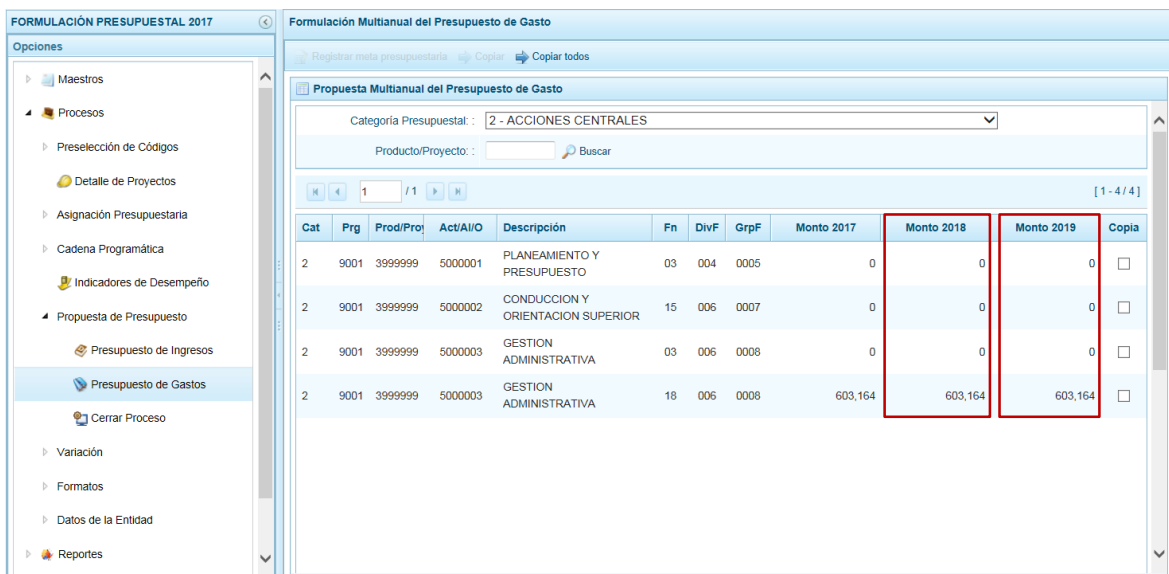 FORMULACIÓN PRESUPUESTAL 2017
Opciones
Maestros
Procesos
Preselección de Códigos
Detalle de Proyectos
Asignación Presupuestaria
Cadena Programática
Indicadores de Desempeño
Propuesta de Presupuesto
Presupuesto de Ingresos
Presupuesto de Gastos
Cerrar Proceso
Variación
Formatos
Datos de la Entidad
Reportes
Formulación Multianual del Presupuesto de Gasto
Registrar meta presupuestaria Copiar Copiar todos
Propuesta Multianual del Presupuesto de Gasto
Categoría Presupuestal: : 2 - ACCIONES CENTRALES
Producto/Proyecto: : Buscar
1 / 1 [ 1 - 4 / 4 ]
Cat Prg Prod/Proy Act/AI/O Descripción Fn DivF GrpF Monto 2017 Monto 2018 Monto 2019 Copia
2 9001 3999999 5000001 PLANEAMIENTO Y PRESUPUESTO 03 004 0005 0 0 0
2 9001 3999999 5000002 CONDUCCION Y ORIENTACION SUPERIOR 15 006 0007 0 0 0
2 9001 3999999 5000003 GESTION ADMINISTRATIVA 03 006 0008 0 0 0
2 9001 3999999 5000003 GESTION ADMINISTRATIVA 18 006 0008 603,164 603,164 603,164